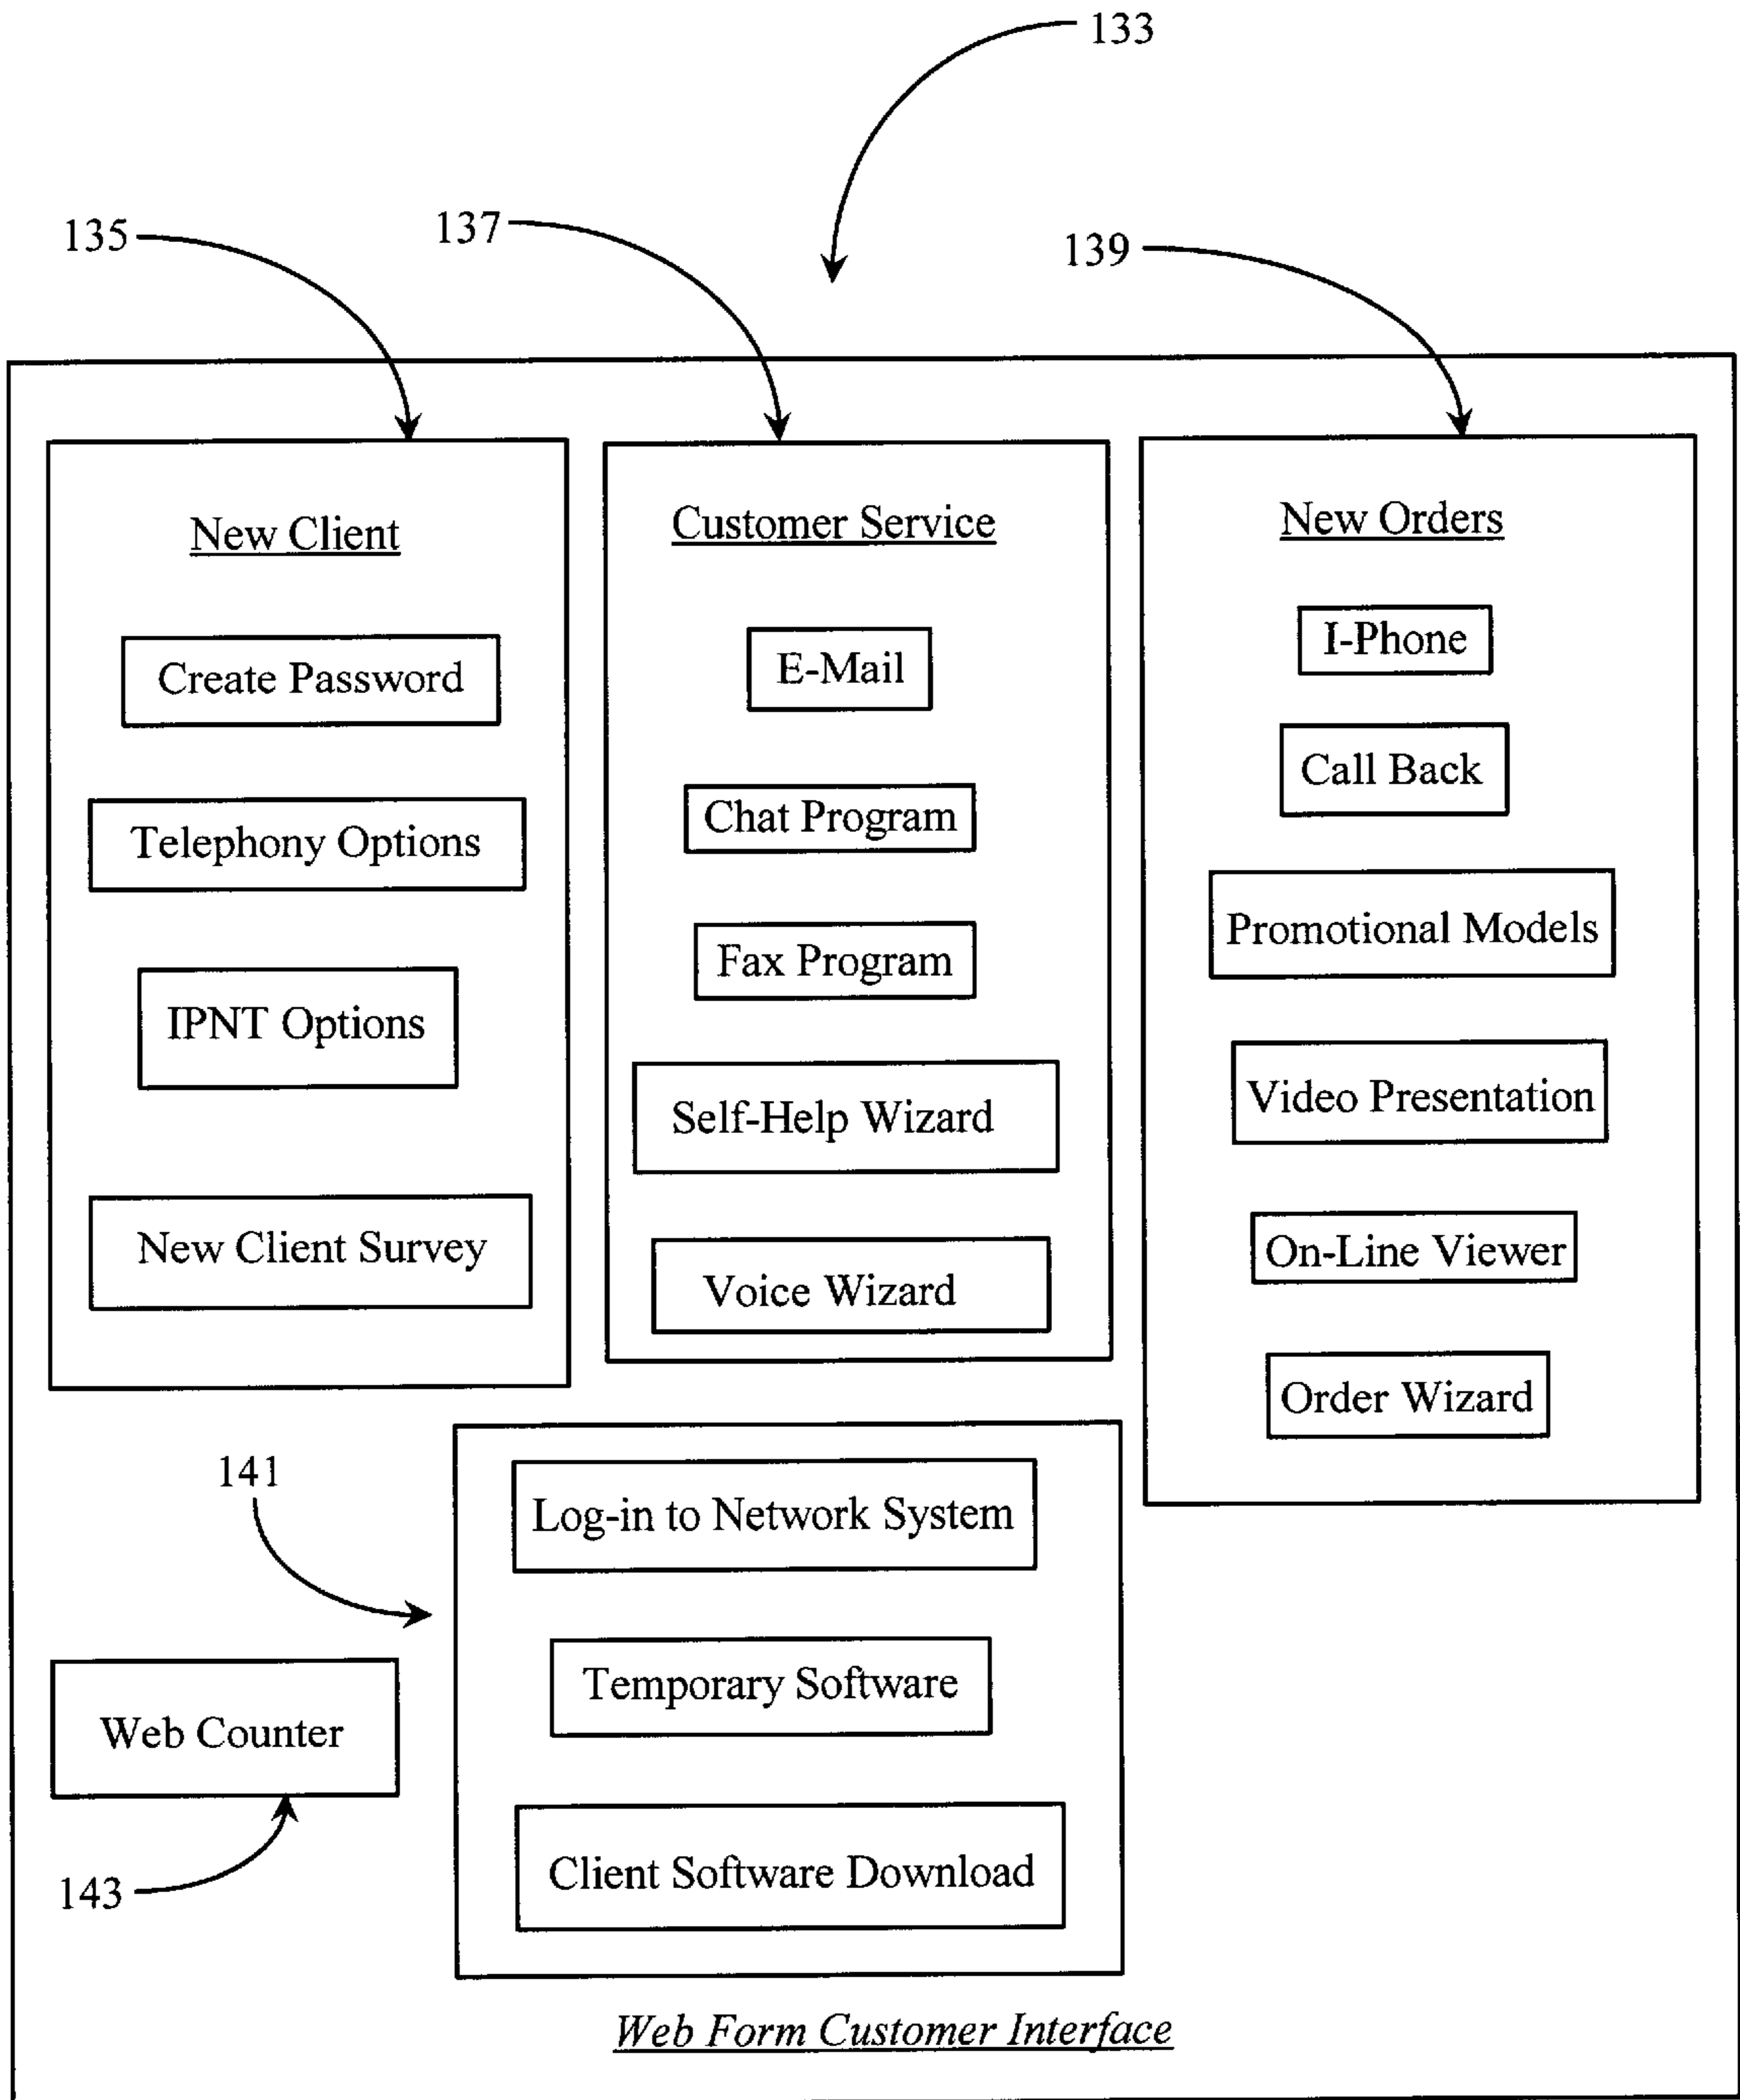 133
135
137
139
New Client
Create Password
Telephony Options
IPNT Options
New Client Survey
Customer Service
E-Mail
Chat Program
Fax Program
Self-Help Wizard
Voice Wizard
New Orders
I-Phone
Call Back
Promotional Models
Video Presentation
On-Line Viewer
Order Wizard
141
Log-in to Network System
Temporary Software
Client Software Download
Web Counter
143
Web Form Customer Interface